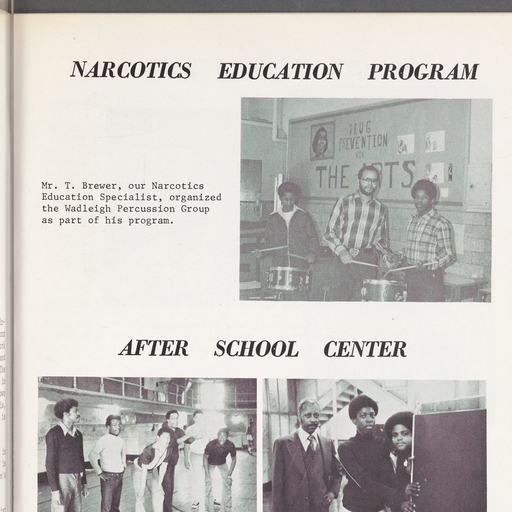 NARCOTICS EDUCATION PROGRAM
Mr. T. Brewer, our Narcotics
Education Specialist, organized
the Wadleigh Percussion Group
as part of his program.
DRUG
PREVENTION
THE ARTS
AFTER SCHOOL CENTER